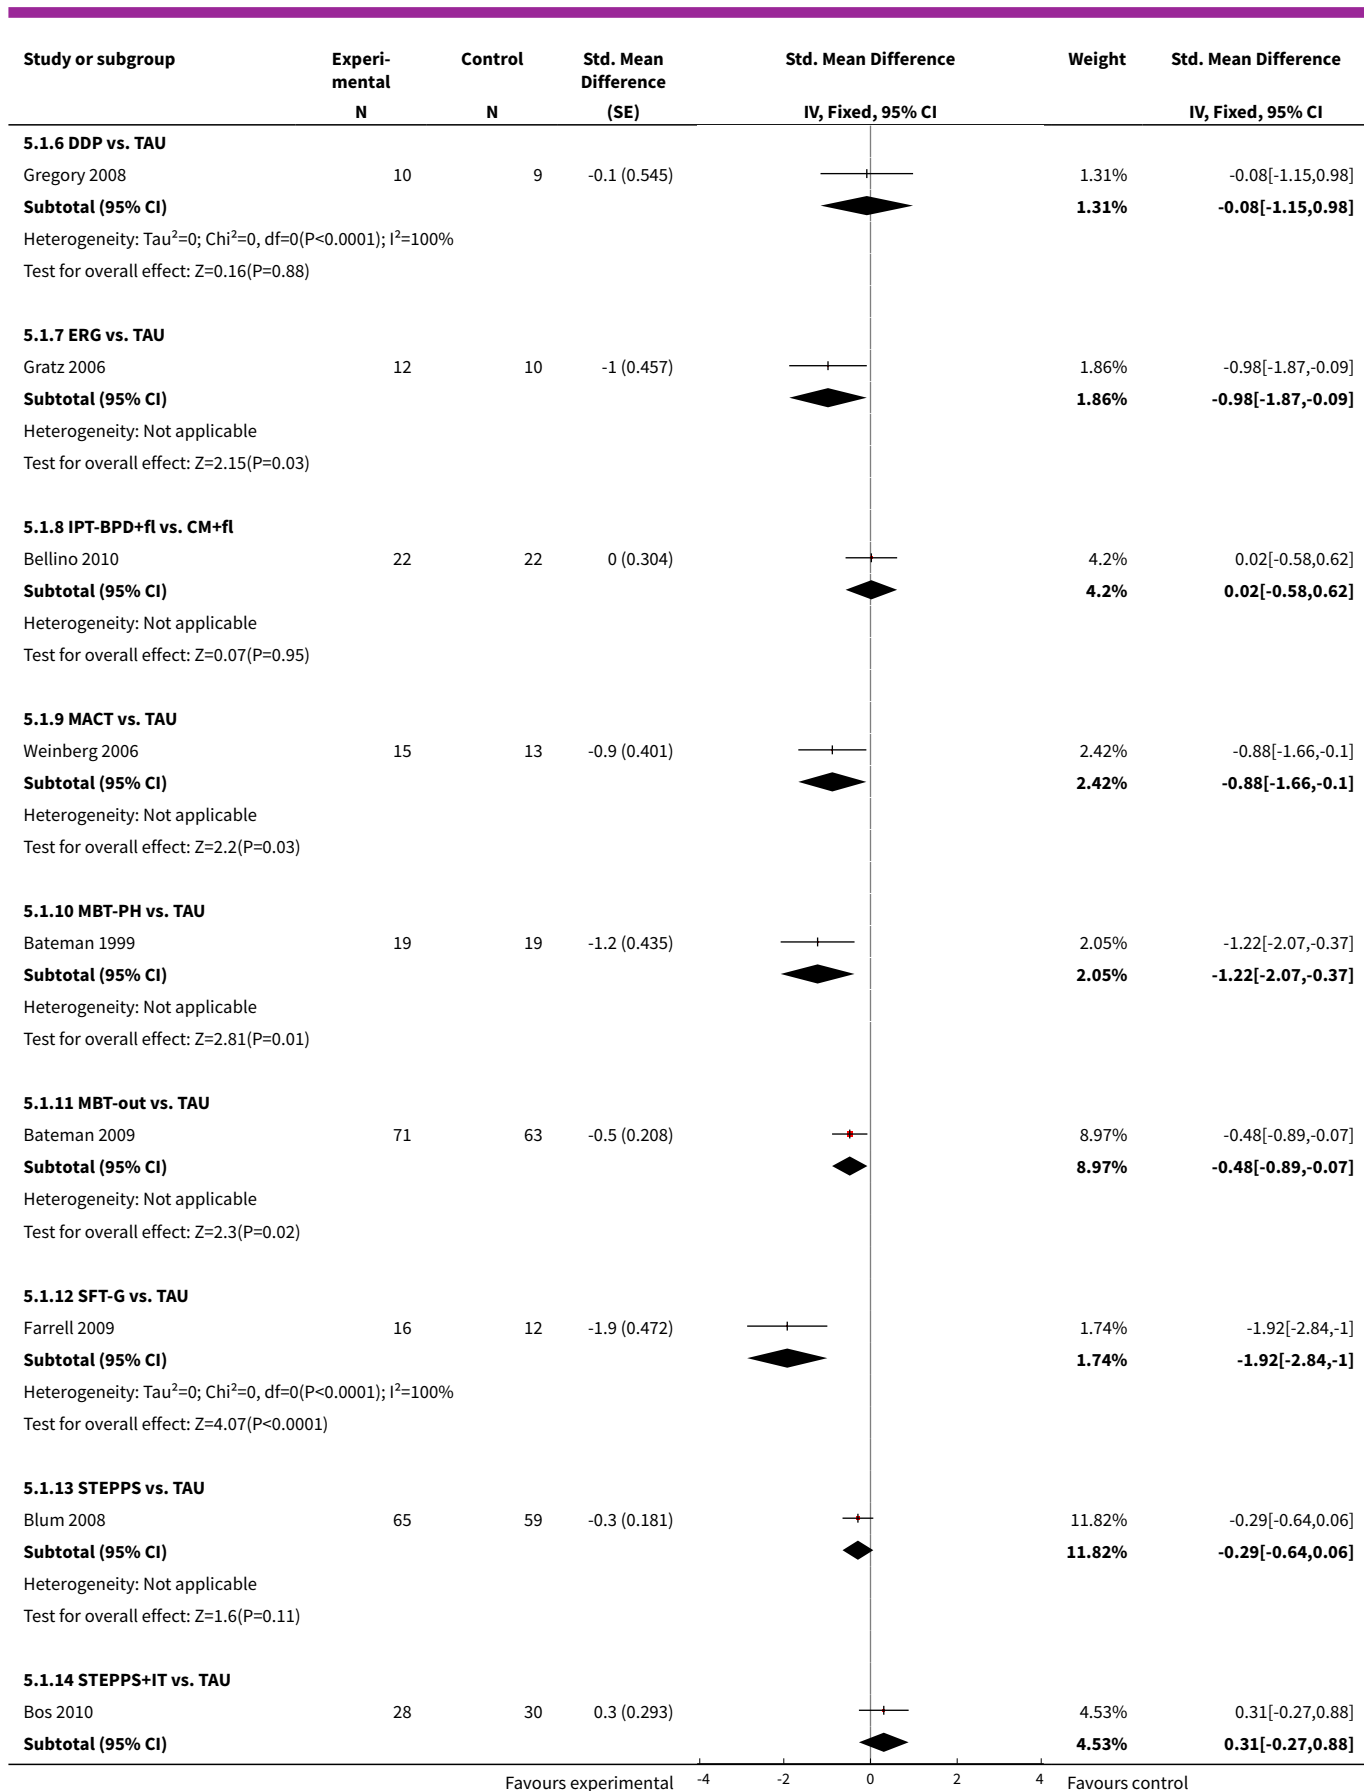 Study or subgroup Experi- Control Std. Mean Std. Mean Difference Weight Std. Mean Difference
mental Difference
N N (SE) IV, Fixed, 95% CI IV, Fixed, 95% CI
5.1.6 DDP vs. TAU
Gregory 2008 10 9 -0.1 (0.545) 1.31% -0.08[-1.15,0.98]
Subtotal (95% CI) 1.31% -0.08[-1.15,0.98]
Heterogeneity: Tau²=0; Chi²=0, df=0(P<0.0001); I²=100%
Test for overall effect: Z=0.16(P=0.88)
5.1.7 ERG vs. TAU
Gratz 2006 12 10 -1 (0.457) 1.86% -0.98[-1.87,-0.09]
Subtotal (95% CI) 1.86% -0.98[-1.87,-0.09]
Heterogeneity: Not applicable
Test for overall effect: Z=2.15(P=0.03)
5.1.8 IPT-BPD+fl vs. CM+fl
Bellino 2010 22 22 0 (0.304) 4.2% 0.02[-0.58,0.62]
Subtotal (95% CI) 4.2% 0.02[-0.58,0.62]
Heterogeneity: Not applicable
Test for overall effect: Z=0.07(P=0.95)
5.1.9 MACT vs. TAU
Weinberg 2006 15 13 -0.9 (0.401) 2.42% -0.88[-1.66,-0.1]
Subtotal (95% CI) 2.42% -0.88[-1.66,-0.1]
Heterogeneity: Not applicable
Test for overall effect: Z=2.2(P=0.03)
5.1.10 MBT-PH vs. TAU
Bateman 1999 19 19 -1.2 (0.435) 2.05% -1.22[-2.07,-0.37]
Subtotal (95% CI) 2.05% -1.22[-2.07,-0.37]
Heterogeneity: Not applicable
Test for overall effect: Z=2.81(P=0.01)
5.1.11 MBT-out vs. TAU
Bateman 2009 71 63 -0.5 (0.208) 8.97% -0.48[-0.89,-0.07]
Subtotal (95% CI) 8.97% -0.48[-0.89,-0.07]
Heterogeneity: Not applicable
Test for overall effect: Z=2.3(P=0.02)
5.1.12 SFT-G vs. TAU
Farrell 2009 16 12 -1.9 (0.472) 1.74% -1.92[-2.84,-1]
Subtotal (95% CI) 1.74% -1.92[-2.84,-1]
Heterogeneity: Tau²=0; Chi²=0, df=0(P<0.0001); I²=100%
Test for overall effect: Z=4.07(P<0.0001)
5.1.13 STEPPS vs. TAU
Blum 2008 65 59 -0.3 (0.181) 11.82% -0.29[-0.64,0.06]
Subtotal (95% CI) 11.82% -0.29[-0.64,0.06]
Heterogeneity: Not applicable
Test for overall effect: Z=1.6(P=0.11)
5.1.14 STEPPS+IT vs. TAU
Bos 2010 28 30 0.3 (0.293) 4.53% 0.31[-0.27,0.88]
Subtotal (95% CI) 4.53% 0.31[-0.27,0.88]
Favours experimental -4 -2 0 2 4 Favours control